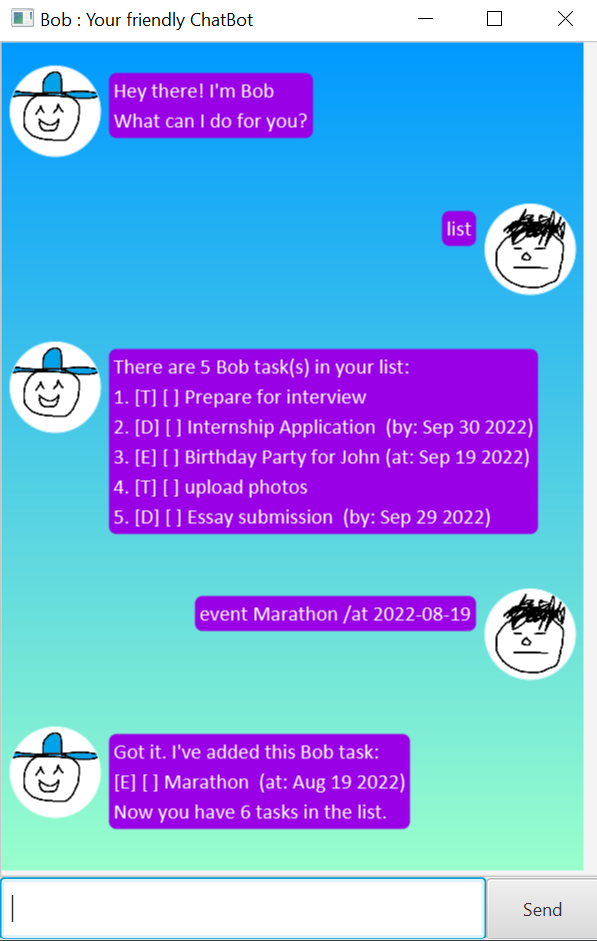 Bob : Your friendly ChatBot
Hey there! I'm Bob
What can I do for you?
list
There are 5 Bob task(s) in your list:
1. [T] [ ] Prepare for interview
2. [D] [ ] Internship Application  (by: Sep 30 2022)
3. [E] [ ] Birthday Party for John (at: Sep 19 2022)
4. [T] [ ] upload photos
5. [D] [ ] Essay submission  (by: Sep 29 2022)
event Marathon /at 2022-08-19
Got it. I've added this Bob task:
[E] [ ] Marathon  (at: Aug 19 2022)
Now you have 6 tasks in the list.
Send